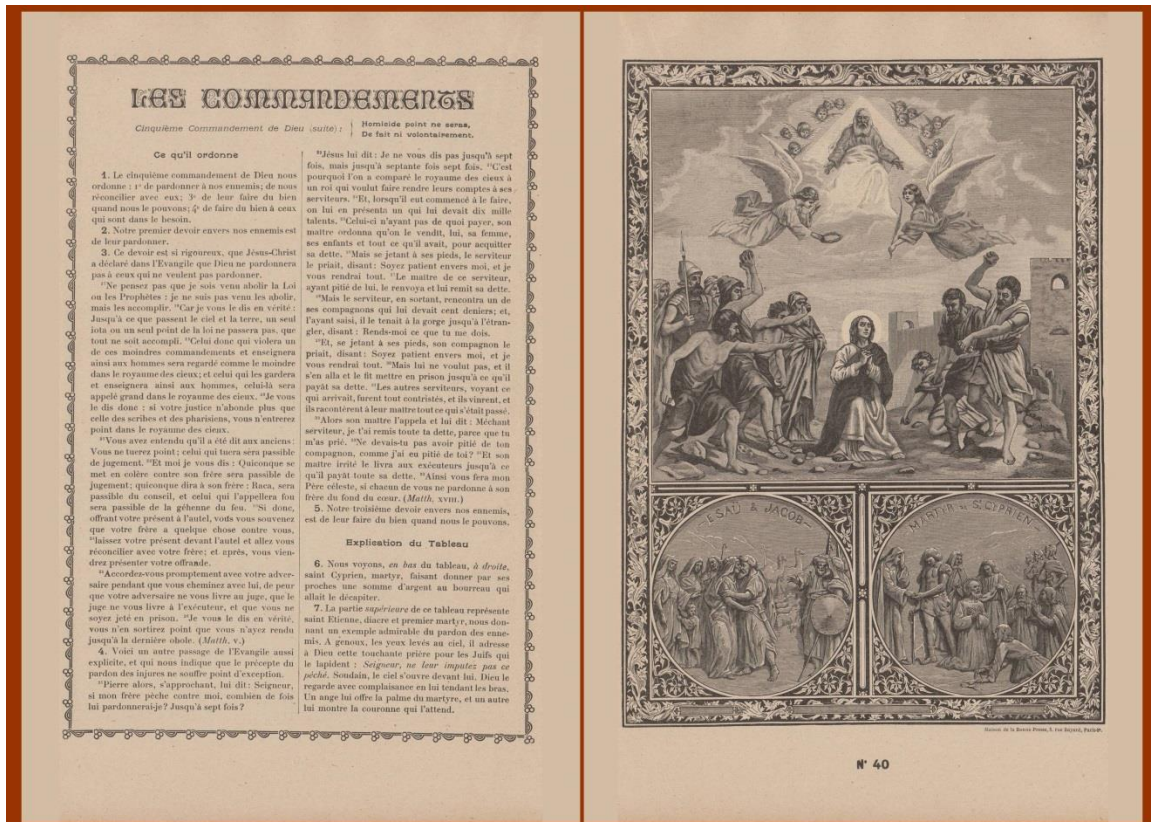 LES COMMANDEMENTS
Cinquième Commandement de Dieu (suite) :
Homicide point ne seras,
De fait ni volontairement.
Ce qu'il ordonne
1. Le cinquième commandement de Dieu nous
ordonne : 1º de pardonner à nos ennemis; de nous
réconcilier avec eux; 3º de leur faire du bien
quand nous le pouvons; 4º de faire du bien à ceux
qui sont dans le besoin.
2. Notre premier devoir envers nos ennemis est
de leur pardonner.
3. Ce devoir est si rigoureux, que Jésus-Christ
a déclaré dans l'Evangile que Dieu ne pardonnera
pas à ceux qui ne veulent pas pardonner.
"Ne pensez pas que je sois venu abolir la Loi
ou les Prophètes : je ne suis pas venu les abolir,
mais les accomplir. "Car je vous le dis en vérité :
Jusqu'à ce que passent le ciel et la terre, un seul
iota ou un seul point de la loi ne passera pas, que
tout ne soit accompli. "Celui donc qui violera un
de ces moindres commandements et enseignera
ainsi aux hommes sera regardé comme le moindre
dans le royaume des cieux; et celui qui les gardera
et enseignera ainsi aux hommes, celui-là sera
appelé grand dans le royaume des cieux. "Je vous
le dis donc : si votre justice n'abonde plus que
celle des scribes et des pharisiens, vous n'entrerez
point dans le royaume des cieux.
"Vous avez entendu qu'il a été dit aux anciens :
Vous ne tuerez point; celui qui tuera sera passible
de jugement. "Et moi je vous dis : Quiconque se
met en colère contre son frère sera passible de
jugement; quiconque dira à son frère : Raca, sera
passible du conseil, et celui qui l'appellera fou
sera passible de la géhenne du feu. "Si donc,
offrant votre présent à l'autel, vous vous souvenez
que votre frère a quelque chose contre vous,
"laissez votre présent devant l'autel et allez vous
réconcilier avec votre frère; et après, vous vien-
drez présenter votre offrande.
"Accordez-vous promptement avec votre adver-
saire pendant que vous cheminez avec lui, de peur
que votre adversaire ne vous livre au juge, que le
juge ne vous livre à l'exécuteur, et que vous ne
soyez jeté en prison. "Je vous le dis en vérité,
vous n'en sortirez point que vous n'ayez rendu
jusqu'à la dernière obole. (Matth. v.)
4. Voici un autre passage de l'Evangile aussi
explicite, et qui nous indique que le précepte du
pardon des injures ne souffre point d'exception.
"Pierre alors, s'approchant, lui dit : Seigneur,
si mon frère pèche contre moi, combien de fois
lui pardonnerai-je? Jusqu'à sept fois?
"Jésus lui dit : Je ne vous dis pas jusqu'à sept
fois, mais jusqu'à septante fois sept fois. "C'est
pourquoi l'on a comparé le royaume des cieux à
un roi qui voulut faire rendre leurs comptes à ses
serviteurs. "Et, lorsqu'il eut commencé à le faire,
on lui en présenta un qui lui devait dix mille
talents. "Celui-ci n'ayant pas de quoi payer, son
maître ordonna qu'on le vendît, lui, sa femme,
ses enfants et tout ce qu'il avait, pour acquitter
sa dette. "Mais se jetant à ses pieds, le serviteur
le priait, disant : Soyez patient envers moi, et je
vous rendrai tout. "Le maître de ce serviteur,
ayant pitié de lui, le renvoya et lui remit sa dette.
"Mais le serviteur, en sortant, rencontra un de
ses compagnons qui lui devait cent deniers; et,
l'ayant saisi, il le tenait à la gorge jusqu'à l'étran-
gler, disant : Rends-moi ce que tu me dois.
"Et, se jetant à ses pieds, son compagnon le
priait, disant : Soyez patient envers moi, et je
vous rendrai tout. "Mais lui ne voulut pas, et il
s'en alla et le fit mettre en prison jusqu'à ce qu'il
payât sa dette. "Les autres serviteurs, voyant ce
qui arrivait, furent tout contristés, et ils vinrent, et
ils racontèrent à leur maître tout ce qui s'était passé.
"Alors son maître l'appela et lui dit : Méchant
serviteur, je t'ai remis toute ta dette, parce que tu
m'as prié. "Ne devais-tu pas avoir pitié de ton
compagnon, comme j'ai eu pitié de toi? "Et son
maître irrité le livra aux exécuteurs jusqu'à ce
qu'il payât toute sa dette. "Ainsi vous fera mon
Père céleste, si chacun de vous ne pardonne à son
frère du fond du cœur. (Matth, xviii.)
5. Notre troisième devoir envers nos ennemis,
est de leur faire du bien quand nous le pouvons.
Explication du Tableau
6. Nous voyons, en bas du tableau, à droite,
saint Cyprien, martyr, faisant donner par ses
proches une somme d'argent au bourreau qui
allait le décapiter.
7. La partie supérieure de ce tableau représente
saint Etienne, diacre et premier martyr, nous don-
nant un exemple admirable du pardon des enne-
mis. A genoux, les yeux levés au ciel, il adresse
à Dieu cette touchante prière pour les Juifs qui
le lapident : Seigneur, ne leur imputez pas ce
péché. Soudain, le ciel s'ouvre devant lui. Dieu le
regarde avec complaisance en lui tendant les bras.
Un ange lui offre la palme du martyre, et un autre
lui montre la couronne qui l'attend.
ESAÜ & JACOB
MARTYR DE St CYPRIEN
Maison de la Bonne Presse, 5, rue Bayard, Paris-8e.
Nº 40